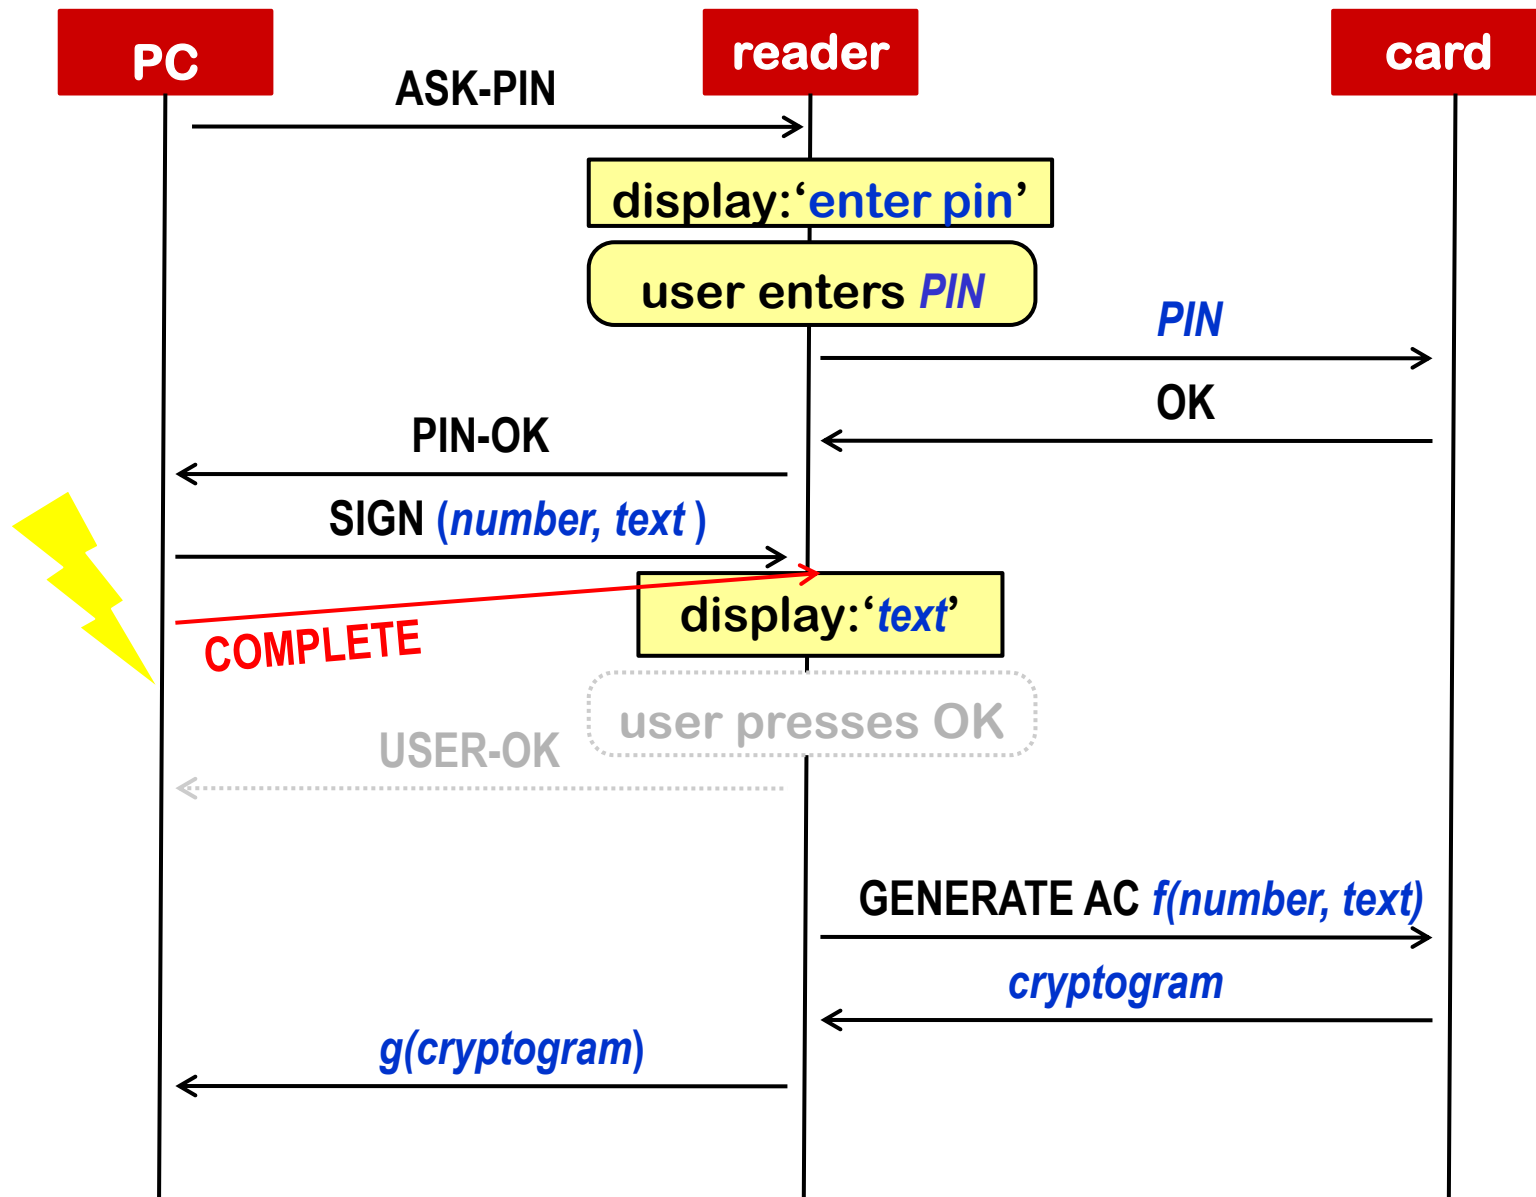 PC
reader
card
ASK-PIN
display:‘enter pin’
user enters PIN
PIN
OK
PIN-OK
SIGN (number, text )
display:‘text’
COMPLETE
user presses OK
USER-OK
GENERATE AC f(number, text)
cryptogram
g(cryptogram)